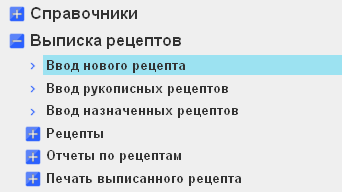 Справочники
Выписка рецептов
Ввод нового рецепта
Ввод рукописных рецептов
Ввод назначенных рецептов
Рецепты
Отчеты по рецептам
Печать выписанного рецепта